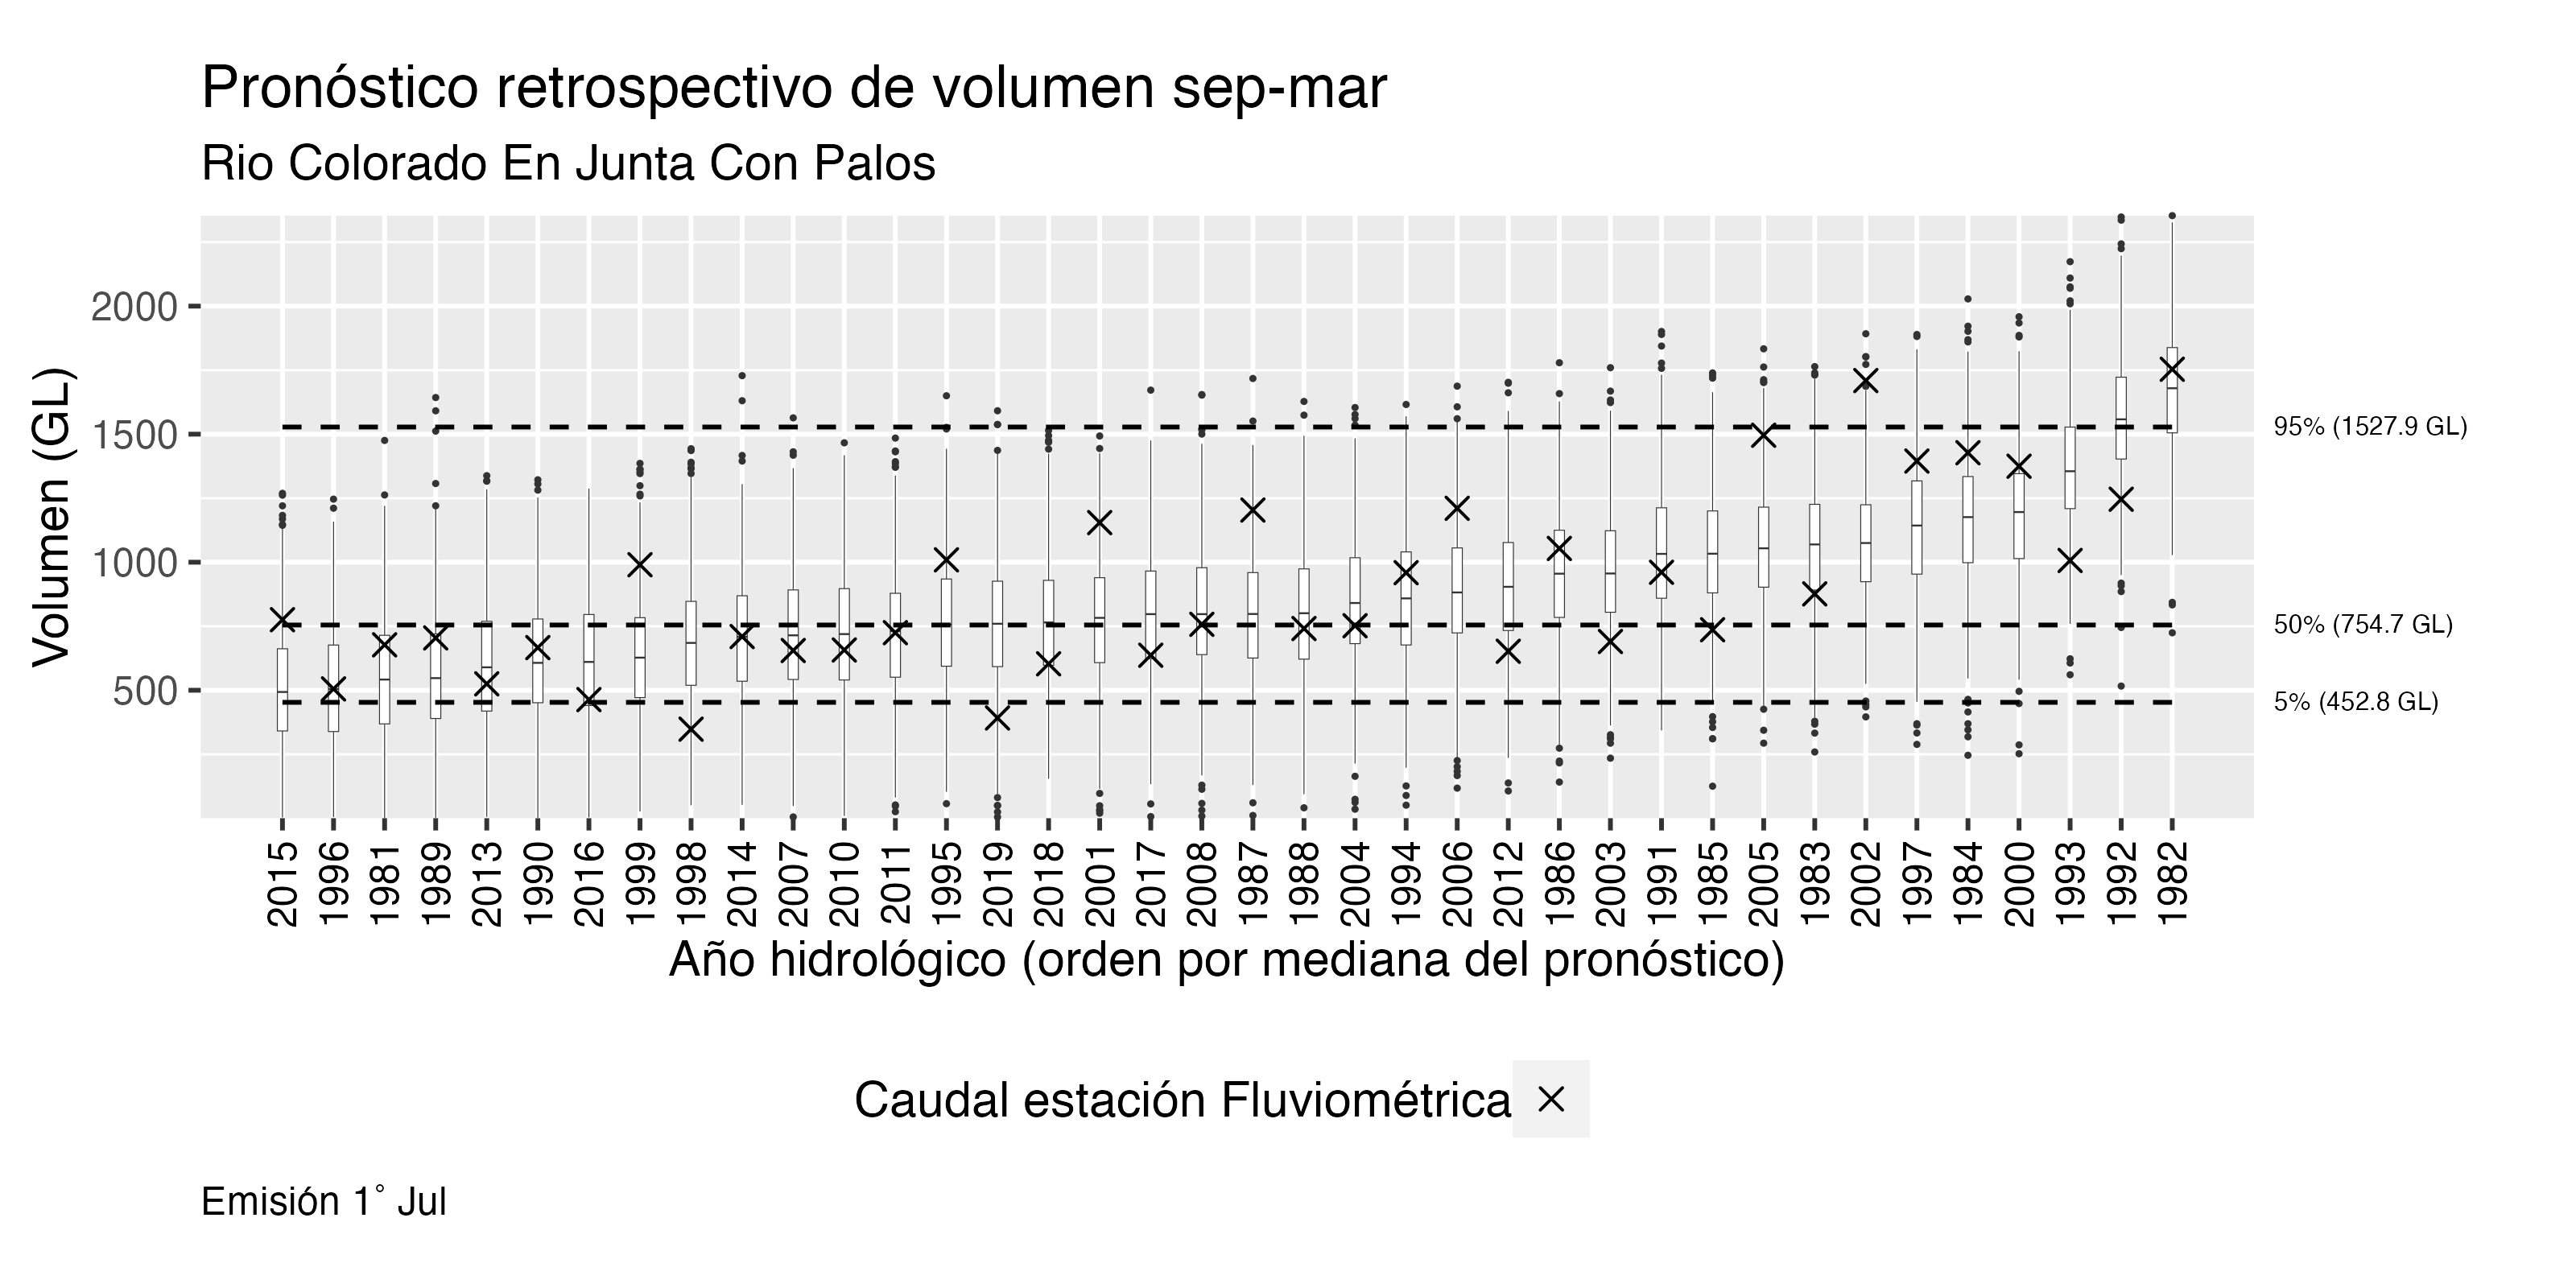 Pronóstico retrospectivo de volumen sep-mar
Rio Colorado En Junta Con Palos
Volumen (GL)
2000
1500
1000
500
95% (1527.9 GL)
50% (754.7 GL)
5% (452.8 GL)
2015 1996 1981 1989 2013 1990 2016 1999 1998 2014 2007 2010 2011 1995 2019 2018 2001 2017 2008 1987 1988 2004 1994 2006 2012 1986 2003 1991 1985 2005 1983 2002 1997 1984 2000 1993 1992 1982
Año hidrológico (orden por mediana del pronóstico)
Caudal estación Fluviométrica
Emisión 1° Jul